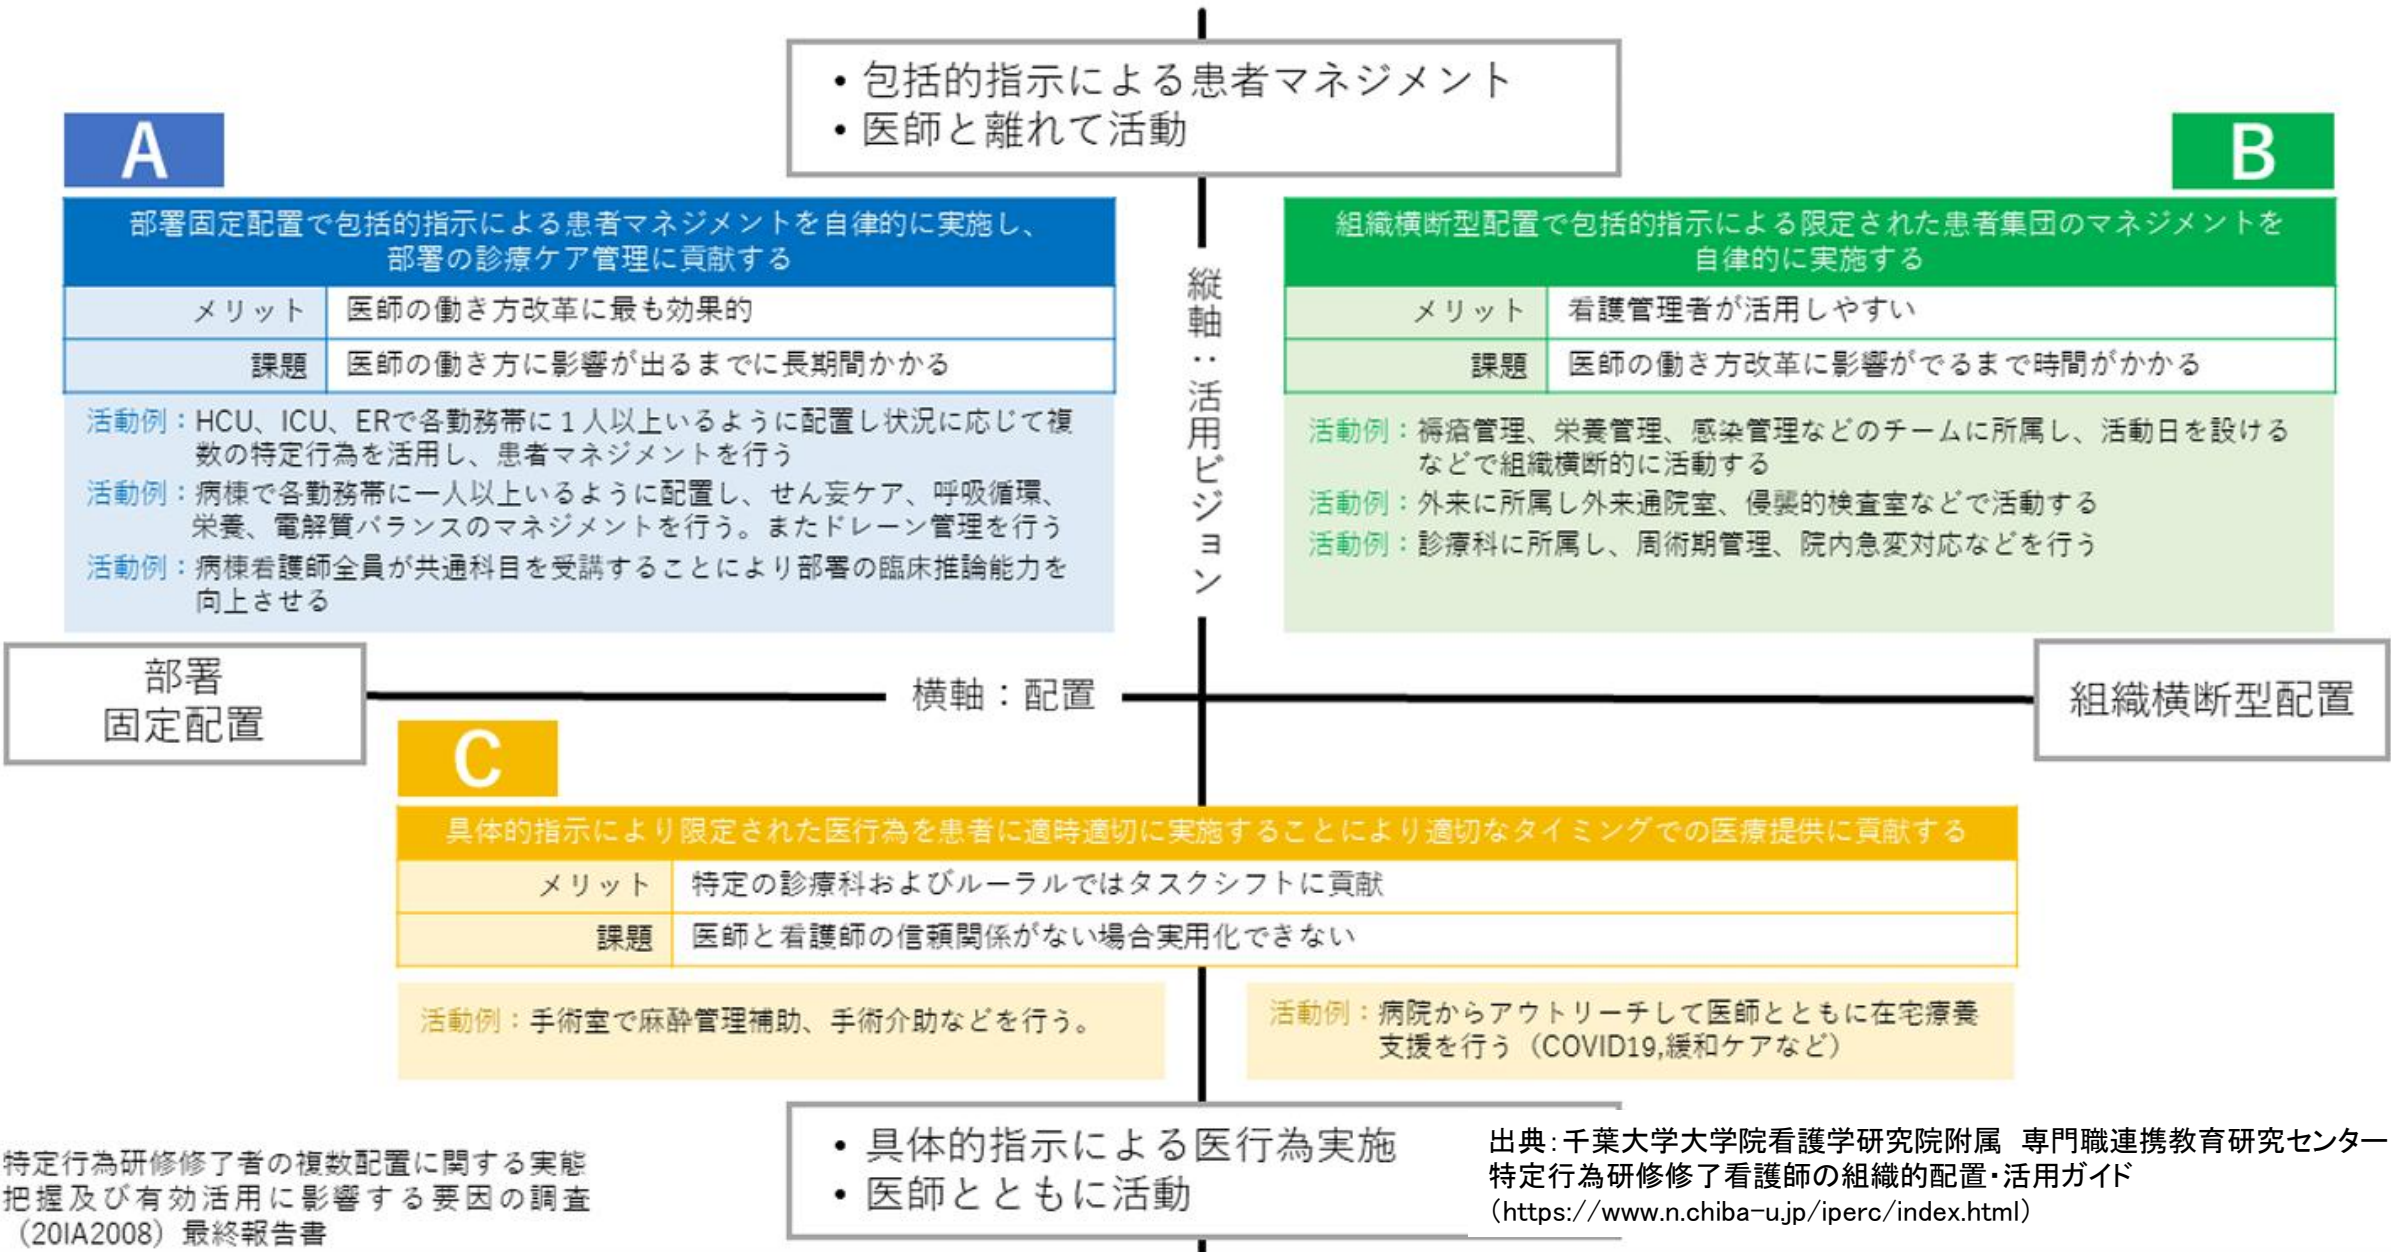 ・包括的指示による患者マネジメント
・医師と離れて活動
A
部署固定配置で包括的指示による患者マネジメントを自律的に実施し、
部署の診療ケア管理に貢献する
メリット 医師の働き方改革に最も効果的
課題 医師の働き方に影響が出るまでに長期間かかる
活動例：HCU、ICU、ERで各勤務帯に１人以上いるように配置し状況に応じて複
数の特定行為を活用し、患者マネジメントを行う
活動例：病棟で各勤務帯に一人以上いるように配置し、せん妄ケア、呼吸循環、
栄養、電解質バランスのマネジメントを行う。またドレーン管理を行う
活動例：病棟看護師全員が共通科目を受講することにより部署の臨床推論能力を
向上させる
縦軸：活用ビジョン
B
組織横断型配置で包括的指示による限定された患者集団のマネジメントを
自律的に実施する
メリット 看護管理者が活用しやすい
課題 医師の働き方改革に影響がでるまで時間がかかる
活動例：褥瘡管理、栄養管理、感染管理などのチームに所属し、活動日を設ける
などで組織横断的に活動する
活動例：外来に所属し外来通院室、侵襲的検査室などで活動する
活動例：診療科に所属し、周術期管理、院内急変対応などを行う
部署
固定配置
横軸：配置
組織横断型配置
C
具体的指示により限定された医行為を患者に適時適切に実施することにより適切なタイミングでの医療提供に貢献する
メリット 特定の診療科およびルーラルではタスクシフトに貢献
課題 医師と看護師の信頼関係がない場合実用化できない
活動例：手術室で麻酔管理補助、手術介助などを行う。
活動例：病院からアウトリーチして医師とともに在宅療養
支援を行う（COVID19,緩和ケアなど）
・具体的指示による医行為実施
・医師とともに活動
特定行為研修修了者の複数配置に関する実態
把握及び有効活用に影響する要因の調査
（20IA2008）最終報告書
出典：千葉大学大学院看護学研究院附属　専門職連携教育研究センター
特定行為研修修了看護師の組織的配置・活用ガイド
（https://www.n.chiba-u.jp/iperc/index.html）